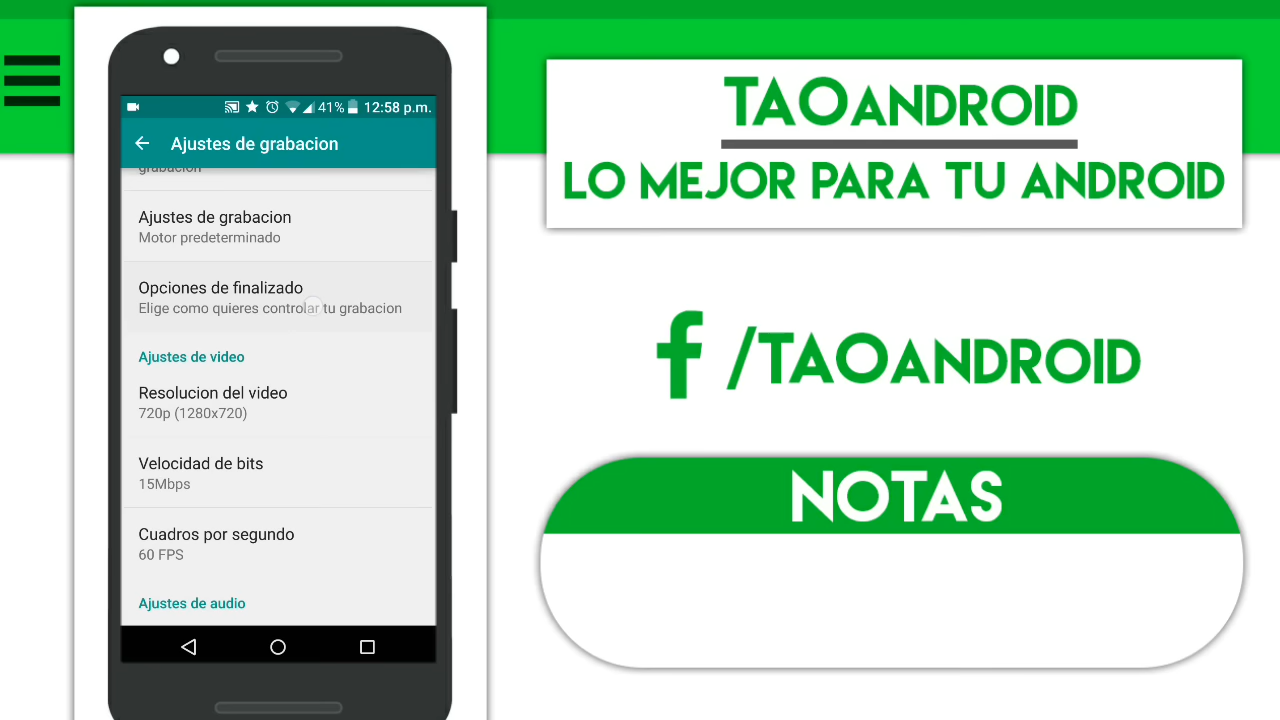 41% 12:58 p.m.
Ajustes de grabacion
grabacion
Ajustes de grabacion
Motor predeterminado
Opciones de finalizado
Elige como quieres controlar tu grabacion
Ajustes de video
Resolucion del video
720p (1280x720)
Velocidad de bits
15Mbps
Cuadros por segundo
60 FPS
Ajustes de audio
TAOANDROID
LO MEJOR PARA TU ANDROID
f /TAOANDROID
NOTAS